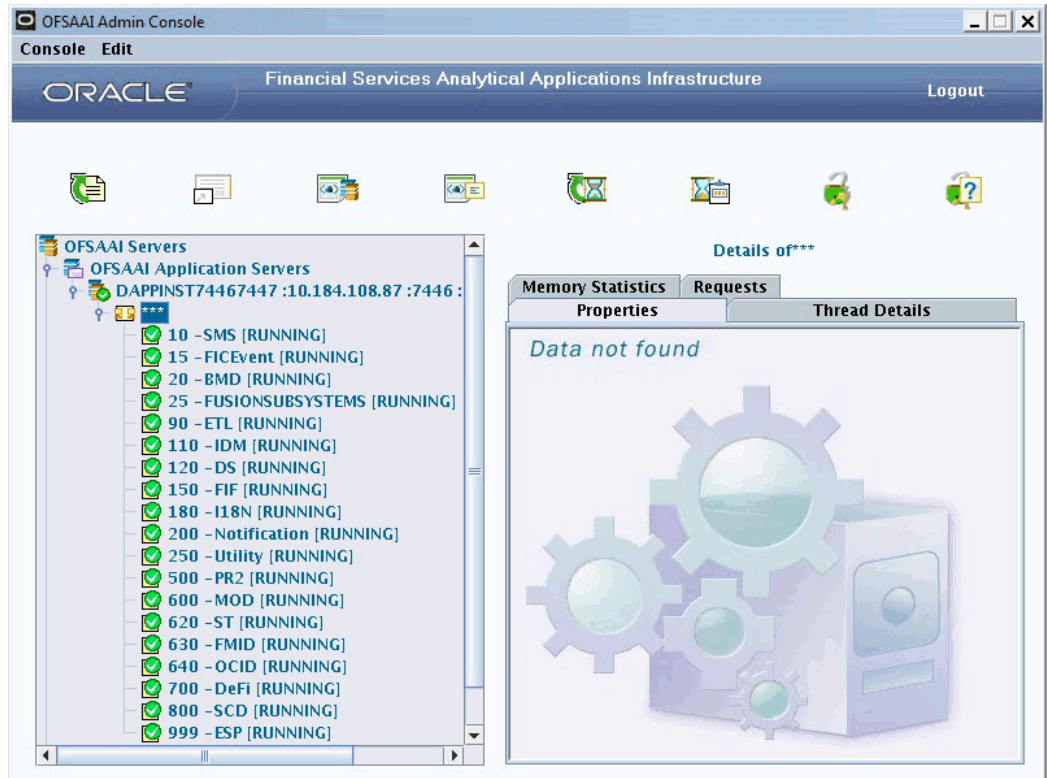 OFSAAI Admin Console
Console Edit
ORACLE
Financial Services Analytical Applications Infrastructure
Logout
OFSAAI Servers
OFSAAI Application Servers
DAPPINST74467447 :10.184.108.87 :7446 :
***
10 -SMS [RUNNING]
15 -FICEvent [RUNNING]
20 -BMD [RUNNING]
25 -FUSIONSUBSYSTEMS [RUNNING]
90 -ETL [RUNNING]
110 -IDM [RUNNING]
120 -DS [RUNNING]
150 -FIF [RUNNING]
180 -I18N [RUNNING]
200 -Notification [RUNNING]
250 -Utility [RUNNING]
500 -PR2 [RUNNING]
600 -MOD [RUNNING]
620 -ST [RUNNING]
630 -FMID [RUNNING]
640 -OCID [RUNNING]
700 -DeFi [RUNNING]
800 -SCD [RUNNING]
999 -ESP [RUNNING]
Details of***
Memory Statistics Requests
Properties Thread Details
Data not found